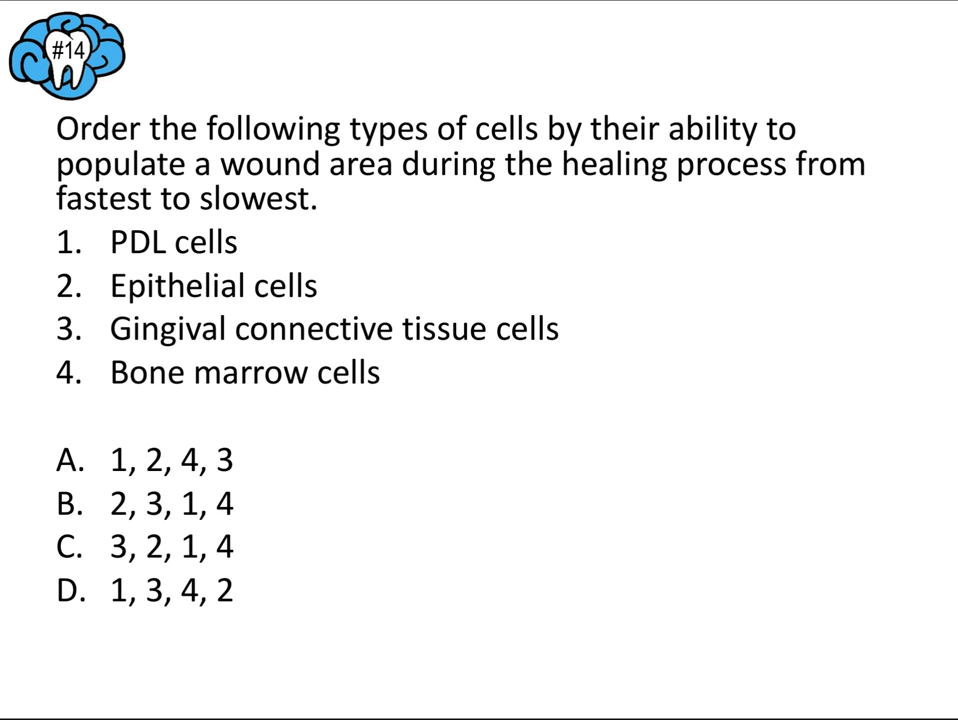 #14
Order the following types of cells by their ability to
populate a wound area during the healing process from
fastest to slowest.
1. PDL cells
2. Epithelial cells
3. Gingival connective tissue cells
4. Bone marrow cells
A. 1, 2, 4, 3
B. 2, 3, 1, 4
C. 3, 2, 1, 4
D. 1, 3, 4, 2